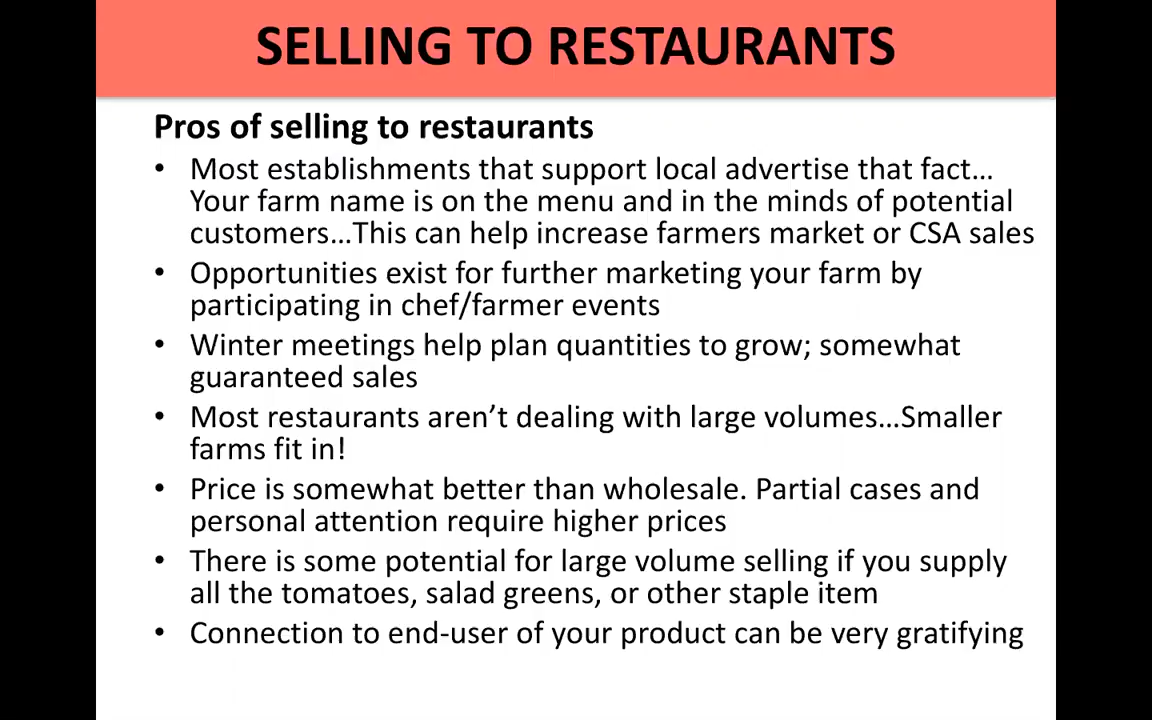 SELLING TO RESTAURANTS
Pros of selling to restaurants
• Most establishments that support local advertise that fact…
Your farm name is on the menu and in the minds of potential
customers…This can help increase farmers market or CSA sales
• Opportunities exist for further marketing your farm by
participating in chef/farmer events
• Winter meetings help plan quantities to grow; somewhat
guaranteed sales
• Most restaurants aren’t dealing with large volumes…Smaller
farms fit in!
• Price is somewhat better than wholesale. Partial cases and
personal attention require higher prices
• There is some potential for large volume selling if you supply
all the tomatoes, salad greens, or other staple item
• Connection to end-user of your product can be very gratifying